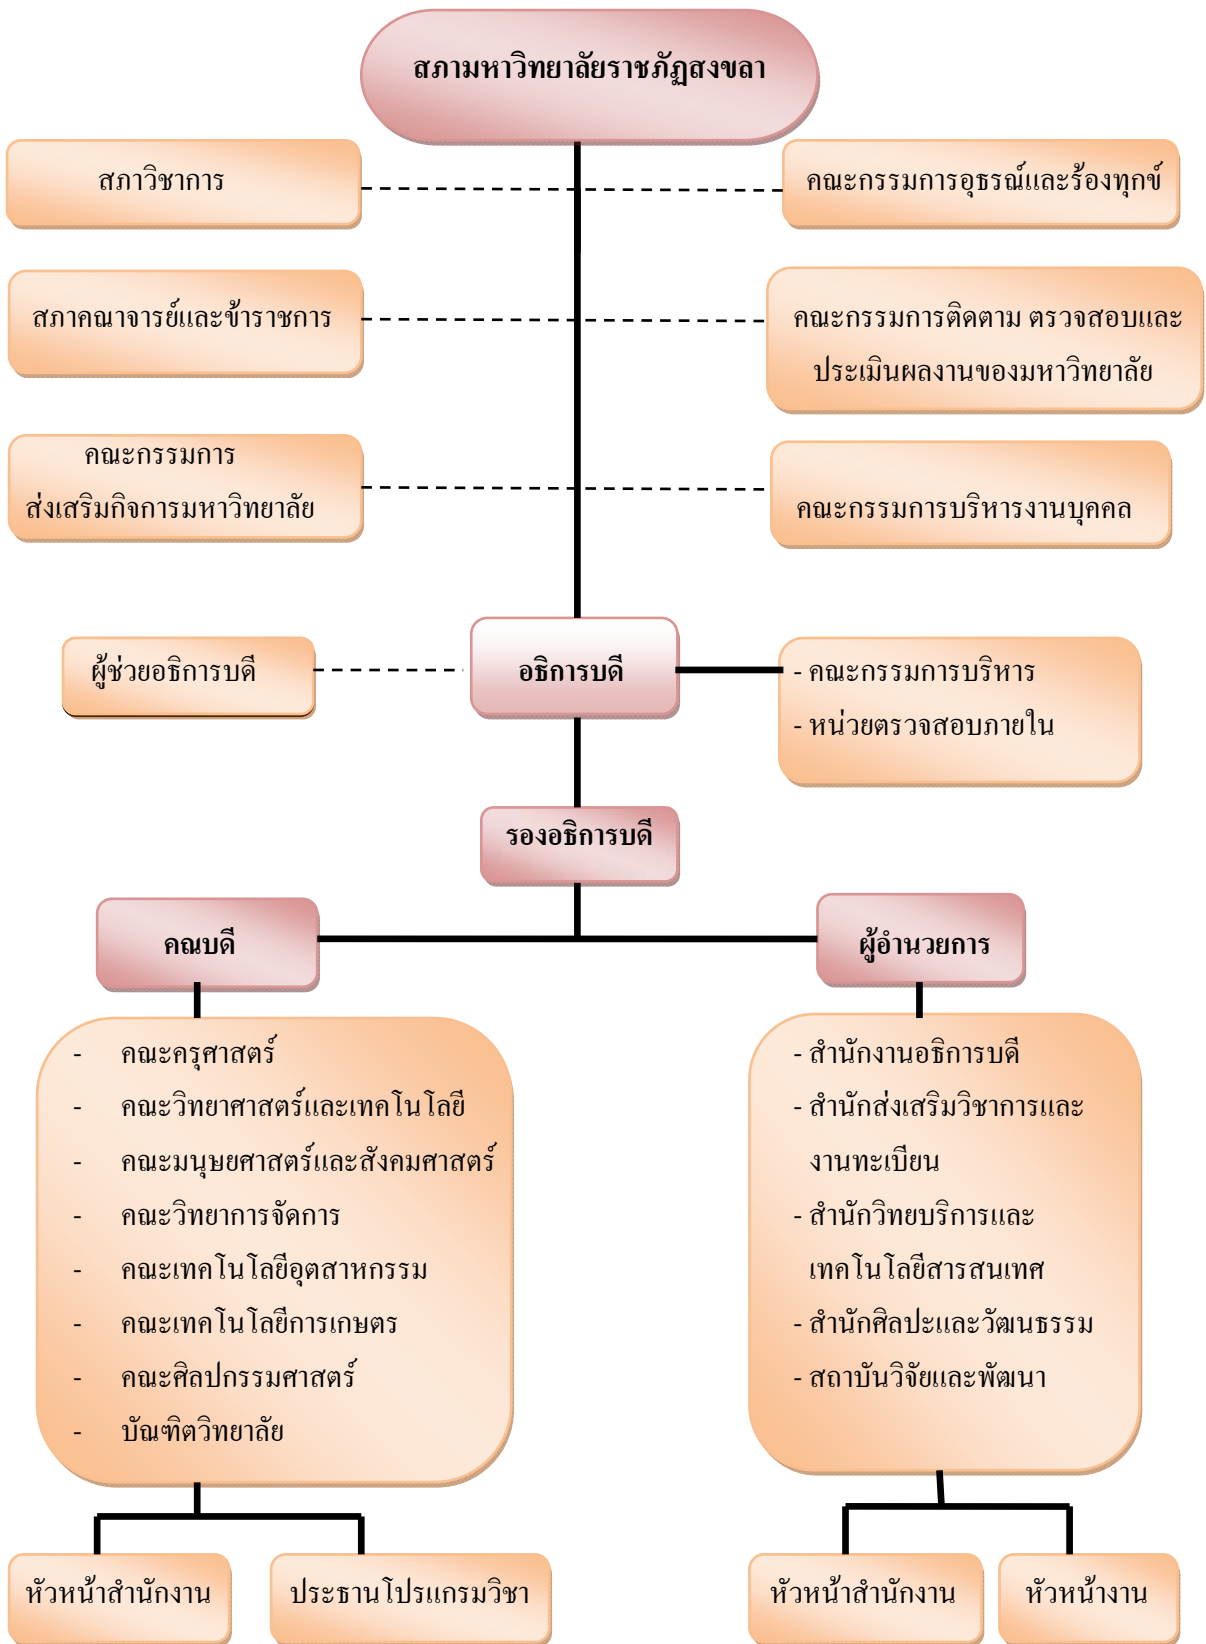 สภามหาวิทยาลัยราชภัฏสงขลา
สภาวิชาการ
คณะกรรมการอุธรณ์และร้องทุกข์
สภาคณาจารย์และข้าราชการ
คณะกรรมการติดตาม ตรวจสอบและ
ประเมินผลงานของมหาวิทยาลัย
คณะกรรมการ
ส่งเสริมกิจการมหาวิทยาลัย
คณะกรรมการบริหารงานบุคคล
ผู้ช่วยอธิการบดี
อธิการบดี
- คณะกรรมการบริหาร
- หน่วยตรวจสอบภายใน
รองอธิการบดี
คณบดี
ผู้อำนวยการ
- คณะครุศาสตร์
- คณะวิทยาศาสตร์และเทคโนโลยี
- คณะมนุษยศาสตร์และสังคมศาสตร์
- คณะวิทยาการจัดการ
- คณะเทคโนโลยีอุตสาหกรรม
- คณะเทคโนโลยีการเกษตร
- คณะศิลปกรรมศาสตร์
- บัณฑิตวิทยาลัย
- สำนักงานอธิการบดี
- สำนักส่งเสริมวิชาการและ
งานทะเบียน
- สำนักวิทยบริการและ
เทคโนโลยีสารสนเทศ
- สำนักศิลปะและวัฒนธรรม
- สถาบันวิจัยและพัฒนา
หัวหน้าสำนักงาน
ประธานโปรแกรมวิชา
หัวหน้าสำนักงาน
หัวหน้างาน